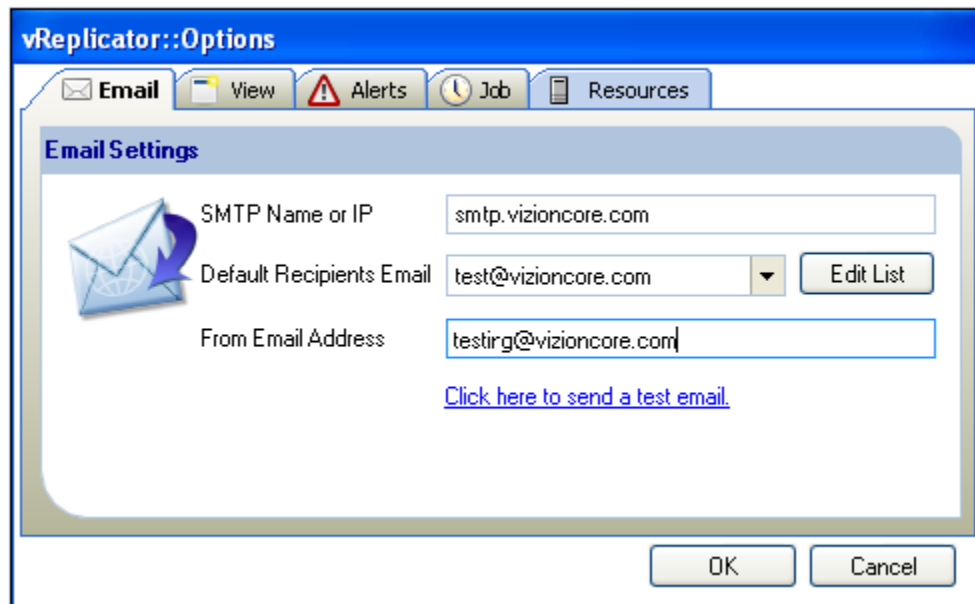 vReplicator::Options
Email View Alerts Job Resources
Email Settings
SMTP Name or IP smtp.vizioncore.com
Default Recipients Email test@vizioncore.com Edit List
From Email Address testing@vizioncore.com
Click here to send a test email.
OK Cancel